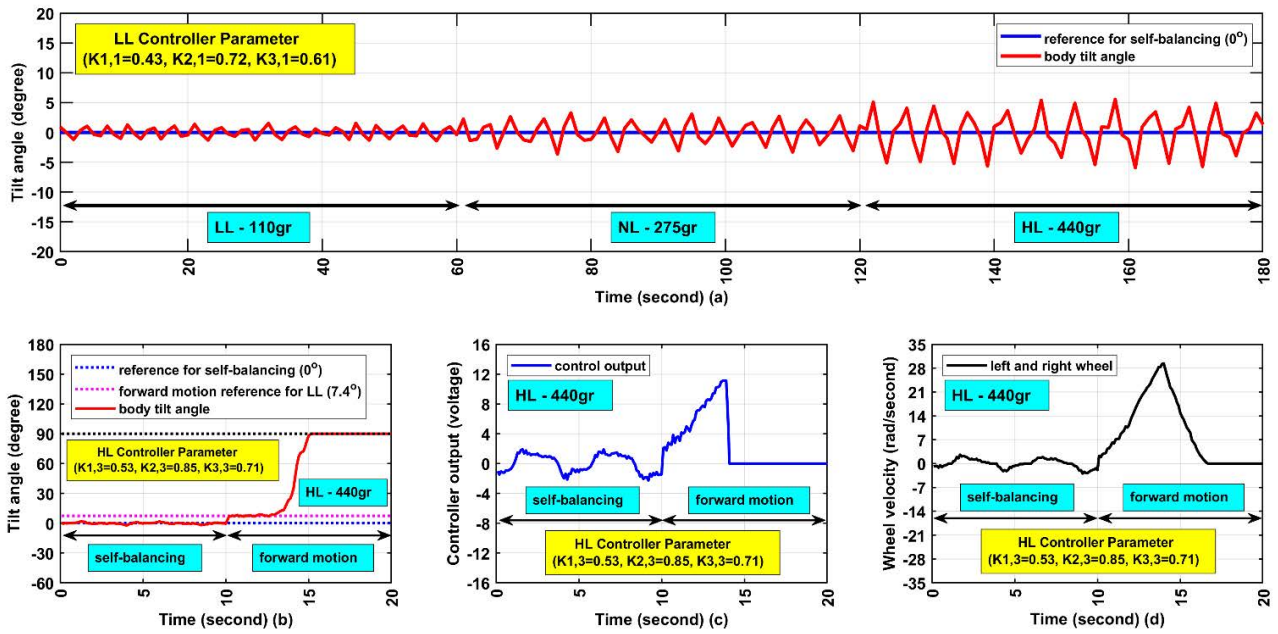 20
15
10
5
0
-5
-10
-15
-20
Tilt angle (degree)
LL Controller Parameter
(K1,1=0.43, K2,1=0.72, K3,1=0.61)
reference for self-balancing (0°)
body tilt angle
LL - 110gr
NL - 275gr
HL - 440gr
0 20 40 60 80 100 120 140 160 180
Time (second) (a)
180
150
120
90
60
30
0
-30
-60
Tilt angle (degree)
reference for self-balancing (0°)
forward motion reference for LL (7.4°)
body tilt angle
HL Controller Parameter
(K1,3=0.53, K2,3=0.85, K3,3=0.71)
HL - 440gr
self-balancing
forward motion
0 5 10 15 20
Time (second) (b)
16
12
8
4
0
-4
-8
-12
-16
Controller output (voltage)
control output
HL - 440gr
self-balancing
forward motion
HL Controller Parameter
(K1,3=0.53, K2,3=0.85, K3,3=0.71)
0 5 10 15 20
Time (second) (c)
35
28
21
14
7
0
-7
-14
-21
-28
-35
Wheel velocity (rad/second)
left and right wheel
HL - 440gr
self-balancing
forward motion
HL Controller Parameter
(K1,3=0.53, K2,3=0.85, K3,3=0.71)
0 5 10 15 20
Time (second) (d)